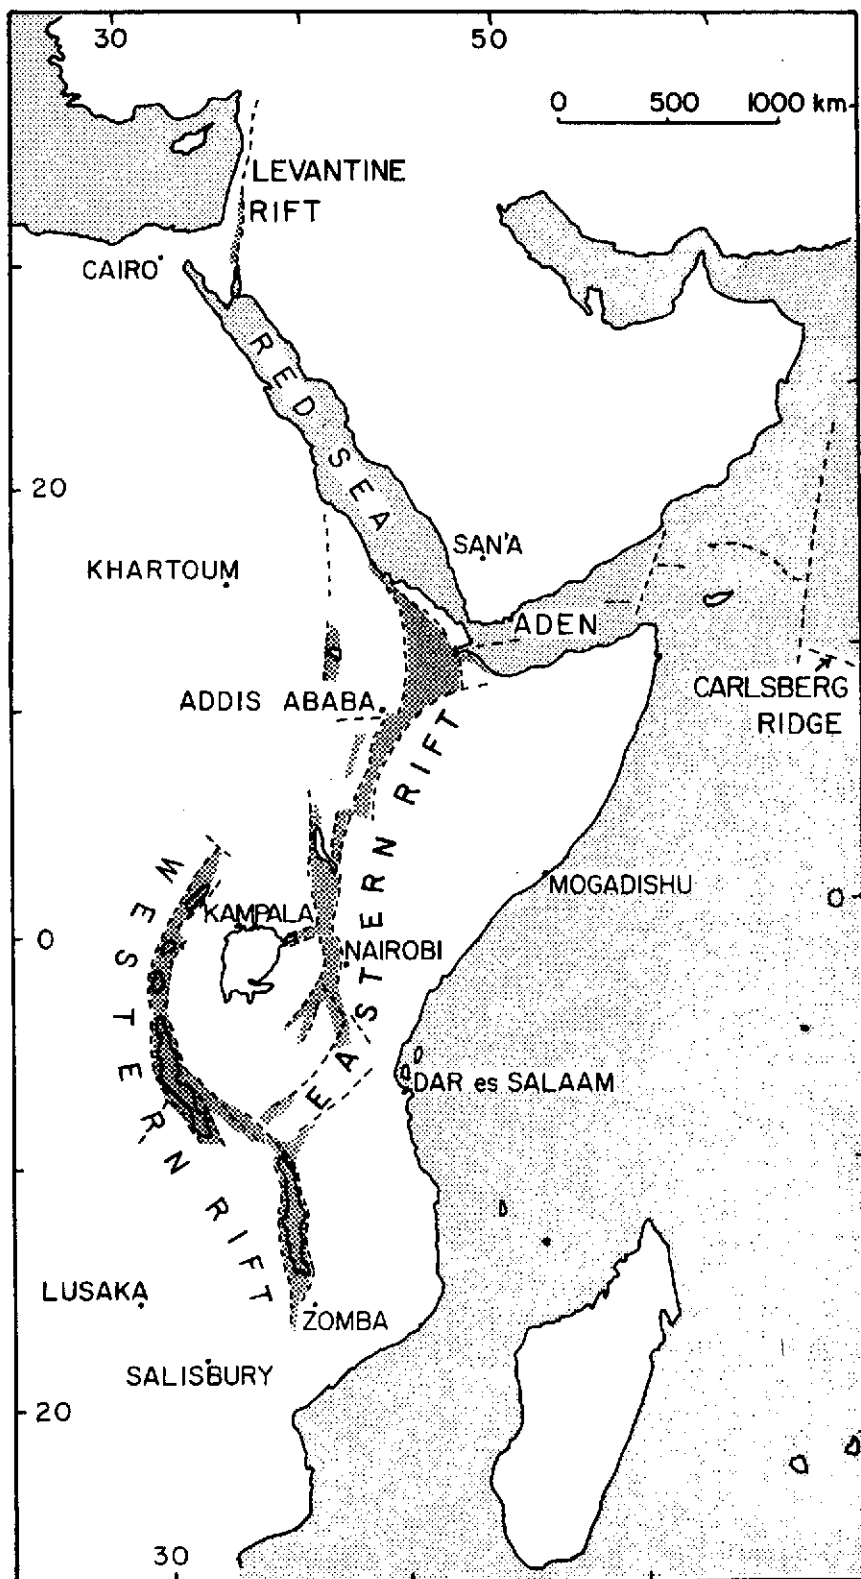 30 50
0 500 1000 km
LEVANTINE
RIFT
CAIRO
RED SEA
20
SAN'A
KHARTOUM
ADEN
CARLSBERG
RIDGE
ADDIS ABABA
EASTERN RIFT
WESTERN RIFT
MOGADISHU
KAMPALA
0
0
NAIROBI
DAR es SALAAM
LUSAKA
ZOMBA
SALISBURY
20
30